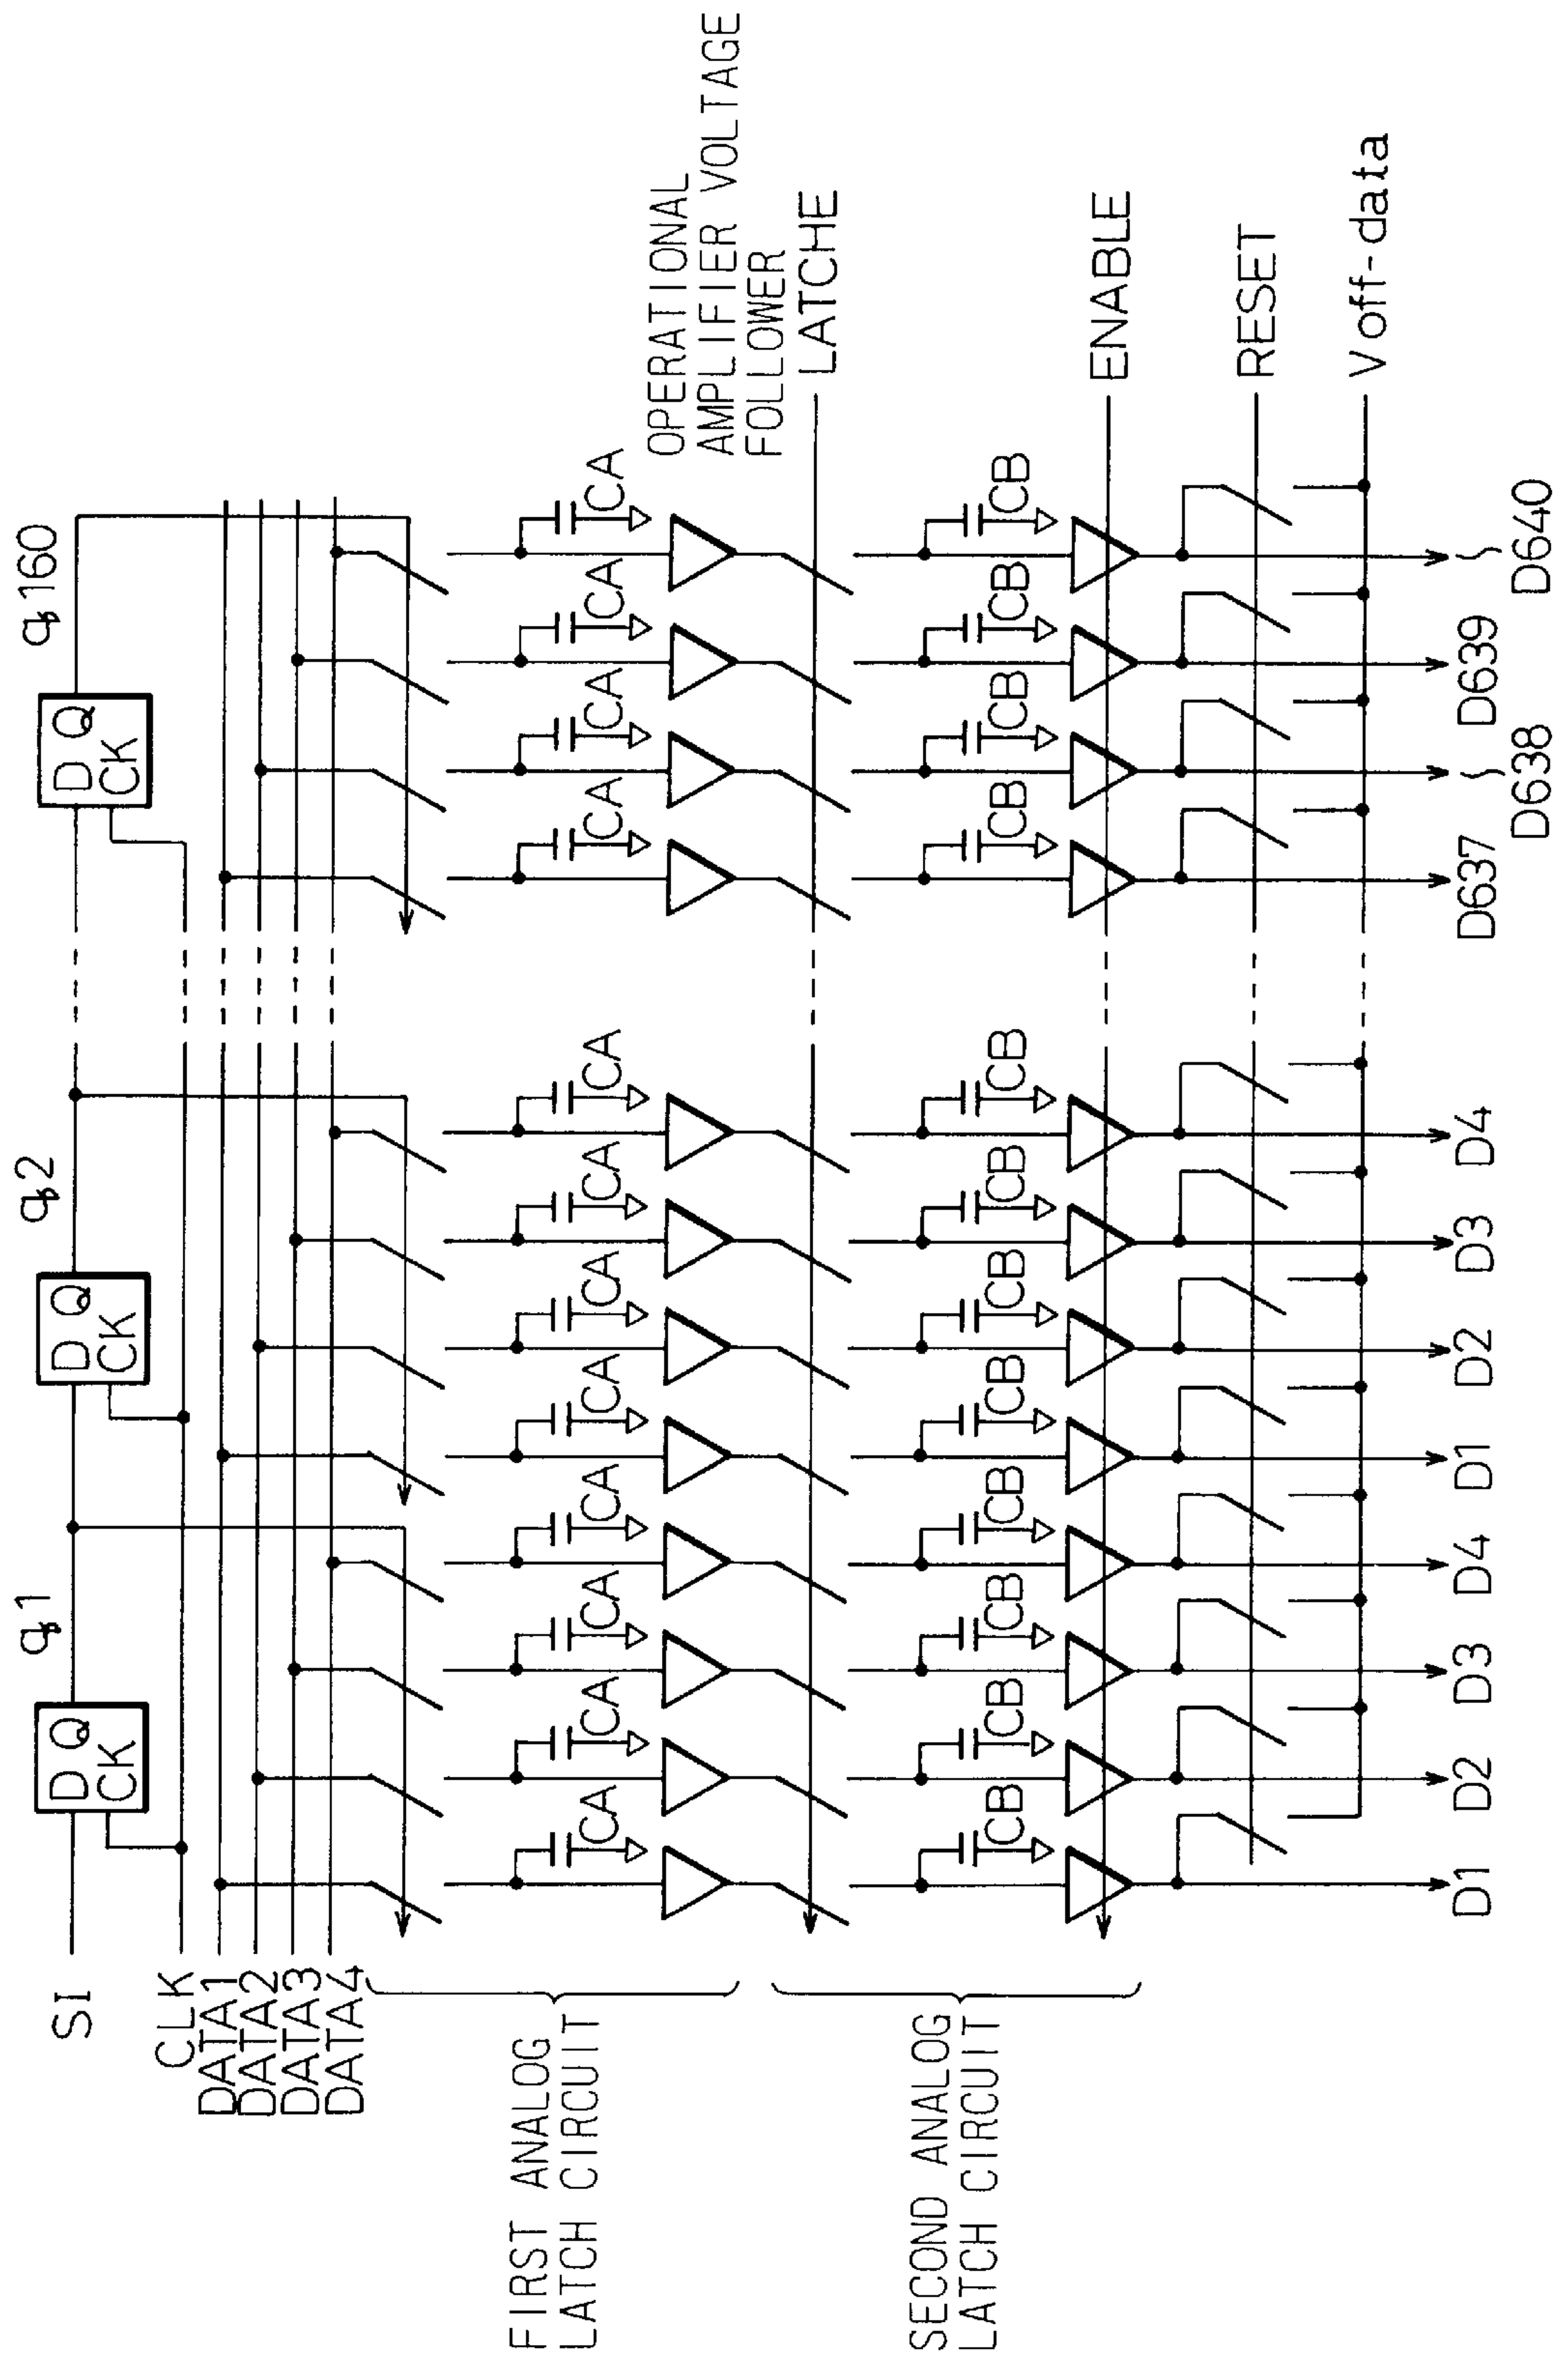 SI
CLK
DATA1
DATA2
DATA3
DATA4
D Q
CK
q1
D Q
CK
q2
D Q
CK
q160
FIRST ANALOG
LATCH CIRCUIT
CA
CA
CA
CA
CA
CA
CA
CA
CA
CA
CA
CA
OPERATIONAL
AMPLIFIER VOLTAGE
FOLLOWER
LATCHE
SECOND ANALOG
LATCH CIRCUIT
CB
CB
CB
CB
CB
CB
CB
CB
CB
CB
CB
CB
ENABLE
RESET
Voff-data
D1 D2 D3 D4 D1 D2 D3 D4 D637 D638 D639 D640